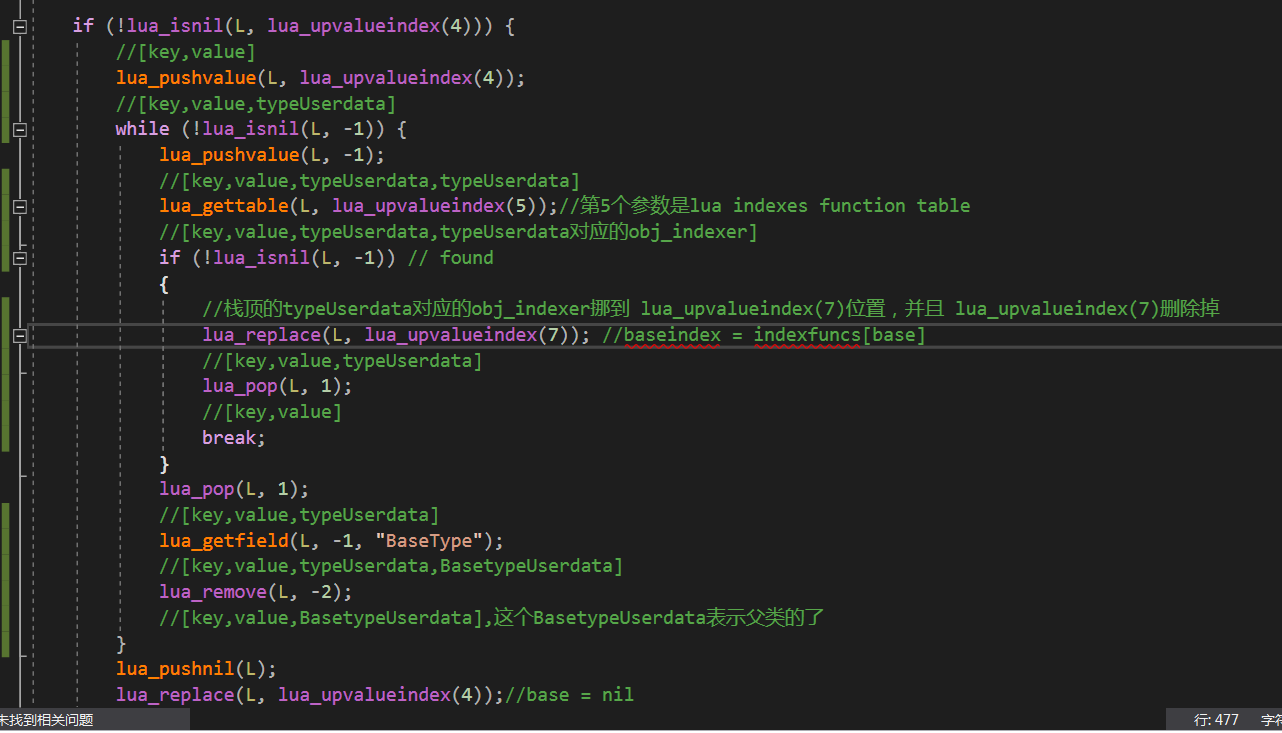 if (!lua_isnil(L, lua_upvalueindex(4))) {
//[key,value]
lua_pushvalue(L, lua_upvalueindex(4));
//[key,value,typeUserdata]
while (!lua_isnil(L, -1)) {
lua_pushvalue(L, -1);
//[key,value,typeUserdata,typeUserdata]
lua_gettable(L, lua_upvalueindex(5));//第5个参数是lua indexes function table
//[key,value,typeUserdata,typeUserdata对应的obj_indexer]
if (!lua_isnil(L, -1)) // found
{
//栈顶的typeUserdata对应的obj_indexer挪到 lua_upvalueindex(7)位置，并且 lua_upvalueindex(7)删除掉
lua_replace(L, lua_upvalueindex(7)); //baseindex = indexfuncs[base]
//[key,value,typeUserdata]
lua_pop(L, 1);
//[key,value]
break;
}
lua_pop(L, 1);
//[key,value,typeUserdata]
lua_getfield(L, -1, "BaseType");
//[key,value,typeUserdata,BasetypeUserdata]
lua_remove(L, -2);
//[key,value,BasetypeUserdata],这个BasetypeUserdata表示父类的了
}
lua_pushnil(L);
lua_replace(L, lua_upvalueindex(4));//base = nil
未找到相关问题
行: 477 字符